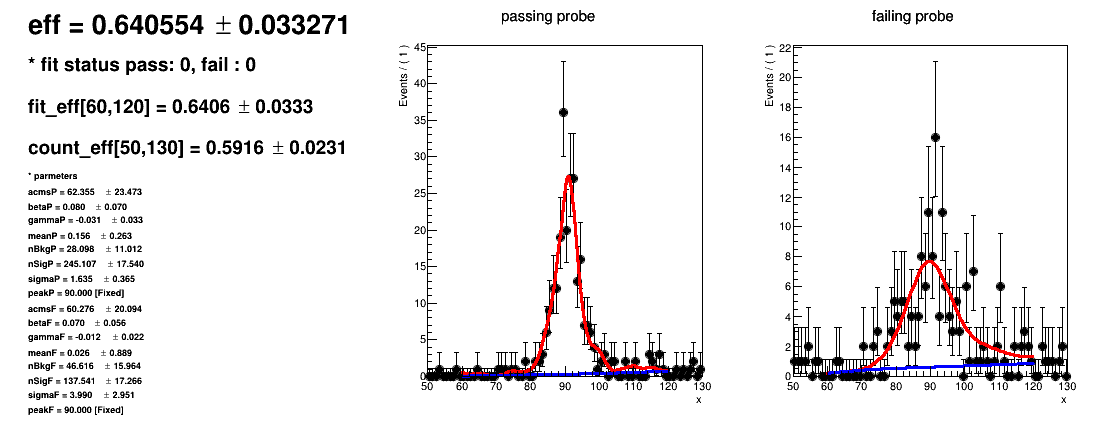 eff = 0.640554 ± 0.033271
* fit status pass: 0, fail : 0
fit_eff[60,120] = 0.6406 ± 0.0333
count_eff[50,130] = 0.5916 ± 0.0231
* parmeters
acmsP = 62.355 ± 23.473
betaP = 0.080 ± 0.070
gammaP = -0.031 ± 0.033
meanP = 0.156 ± 0.263
nBkgP = 28.098 ± 11.012
nSigP = 245.107 ± 17.540
sigmaP = 1.635 ± 0.365
peakP = 90.000 [Fixed]
acmsF = 60.276 ± 20.094
betaF = 0.070 ± 0.056
gammaF = -0.012 ± 0.022
meanF = 0.026 ± 0.889
nBkgF = 46.616 ± 15.964
nSigF = 137.541 ± 17.266
sigmaF = 3.990 ± 2.951
peakF = 90.000 [Fixed]
passing probe
Events / ( 1 )
45
40
35
30
25
20
15
10
5
0
50 60 70 80 90 100 110 120 130
x
failing probe
Events / ( 1 )
22
20
18
16
14
12
10
8
6
4
2
0
50 60 70 80 90 100 110 120 130
x